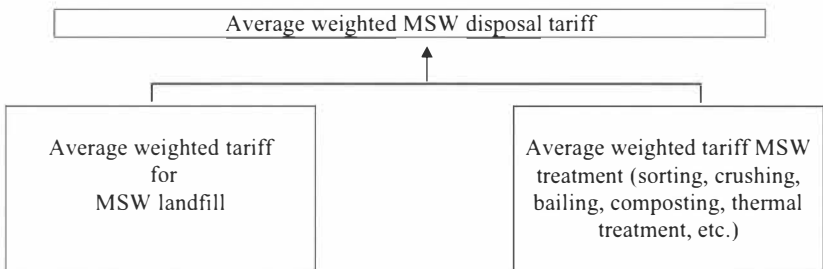 Average weighted MSW disposal tariff
Average weighted tariff
for
MSW landfill
Average weighted tariff MSW
treatment (sorting, crushing,
bailing, composting, thermal
treatment, etc.)